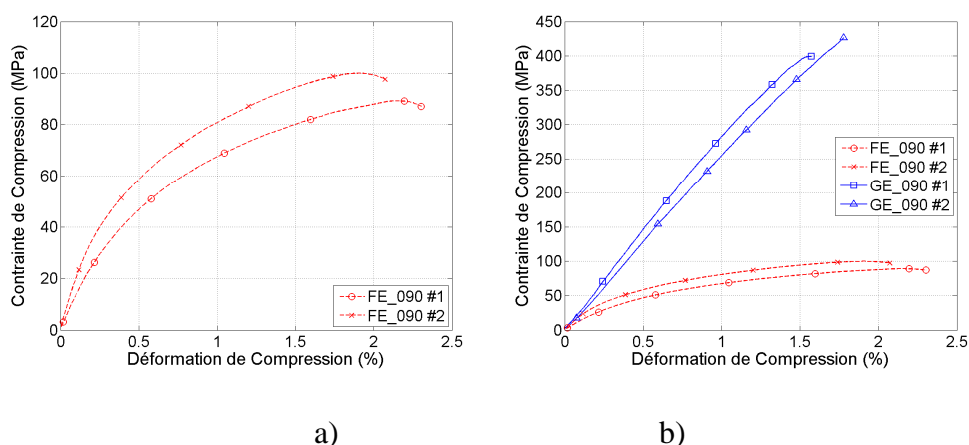 a)
b)
120
100
80
60
40
20
0
Contrainte de Compression (MPa)
0
0.5
1
1.5
2
2.5
Déformation de Compression (%)
FE_090 #1
FE_090 #2
450
400
350
300
250
200
150
100
50
0
Contrainte de Compression (MPa)
0
0.5
1
1.5
2
2.5
Déformation de Compression (%)
FE_090 #1
FE_090 #2
GE_090 #1
GE_090 #2
a)
b)